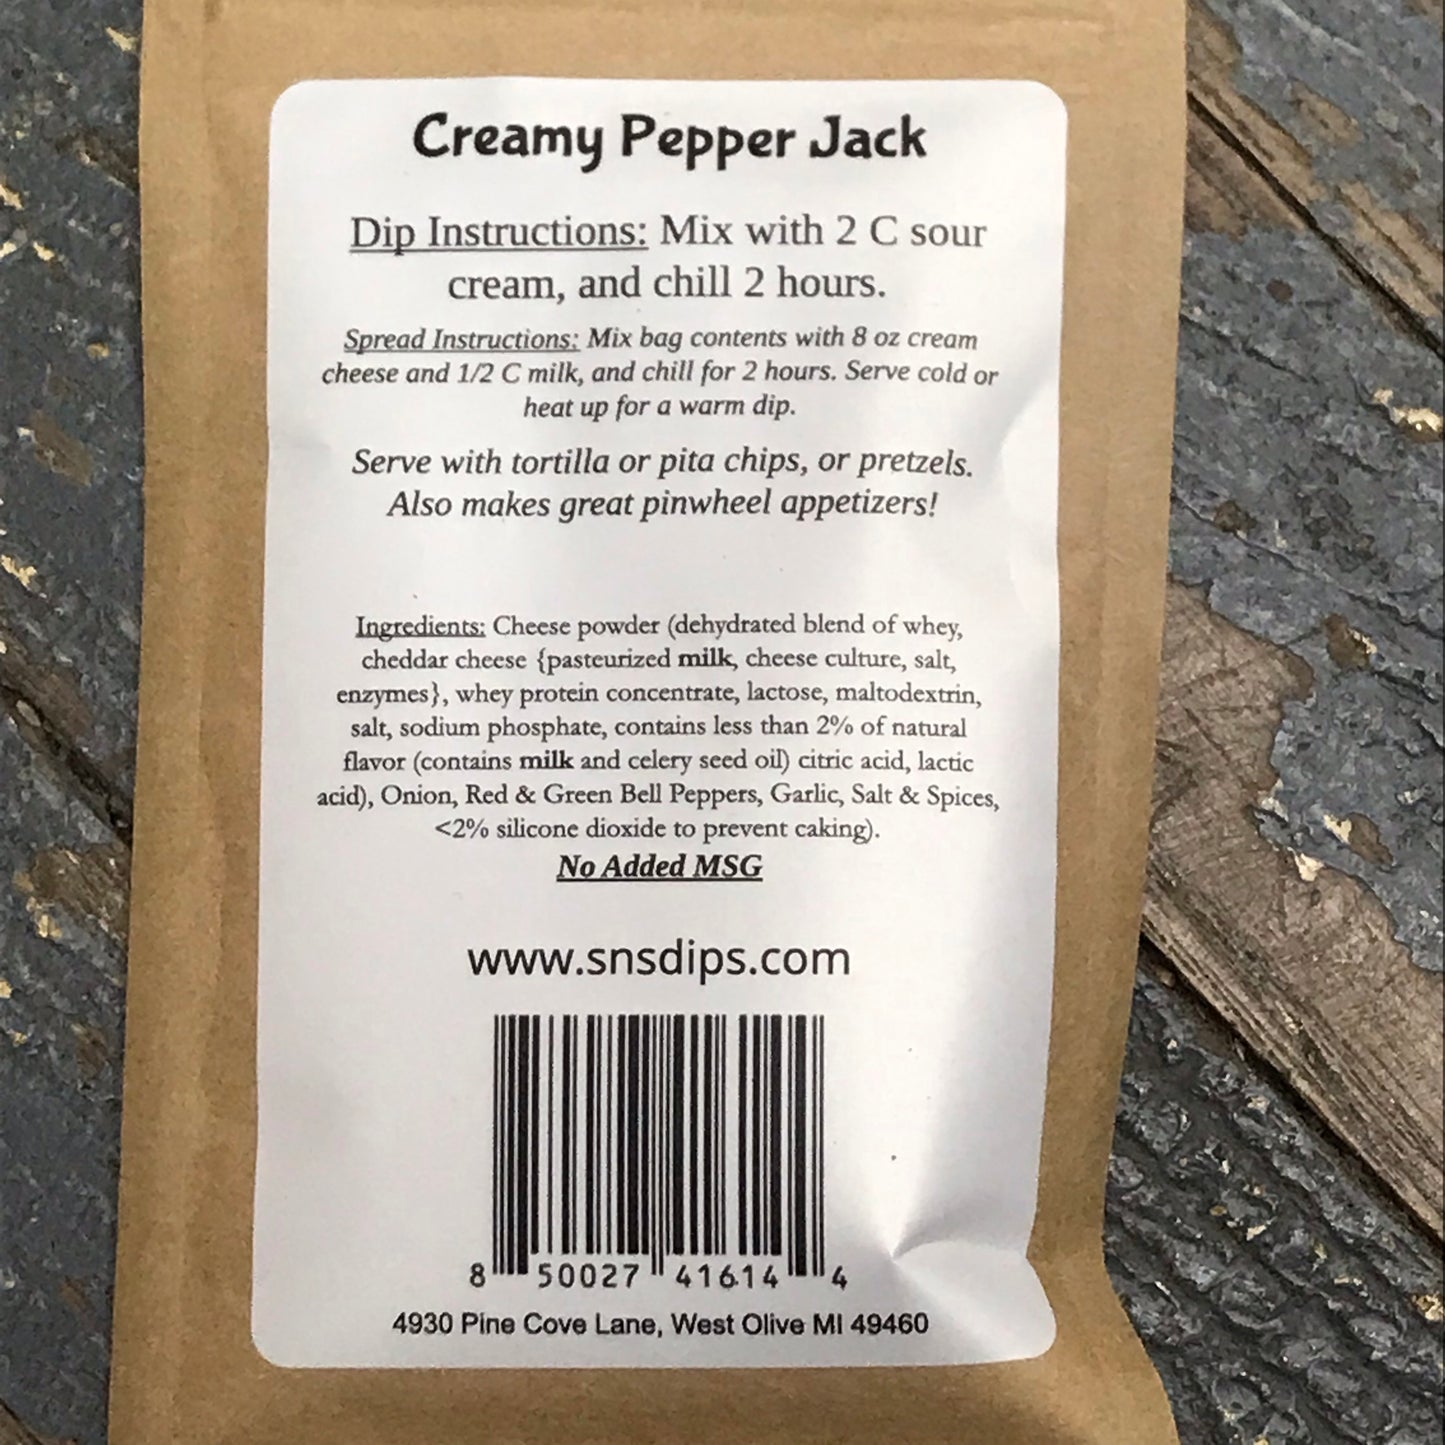 Creamy Pepper Jack
Dip Instructions: Mix with 2 C sour
cream, and chill 2 hours.
Spread Instructions: Mix bag contents with 8 oz cream
cheese and 1/2 C milk, and chill for 2 hours. Serve cold or
heat up for a warm dip.
Serve with tortilla or pita chips, or pretzels.
Also makes great pinwheel appetizers!
Ingredients: Cheese powder (dehydrated blend of whey,
cheddar cheese {pasteurized milk, cheese culture, salt,
enzymes}, whey protein concentrate, lactose, maltodextrin,
salt, sodium phosphate, contains less than 2% of natural
flavor (contains milk and celery seed oil) citric acid, lactic
acid), Onion, Red & Green Bell Peppers, Garlic, Salt & Spices,
<2% silicone dioxide to prevent caking).
No Added MSG
www.snsdips.com
8 50027 41614 4
4930 Pine Cove Lane, West Olive MI 49460